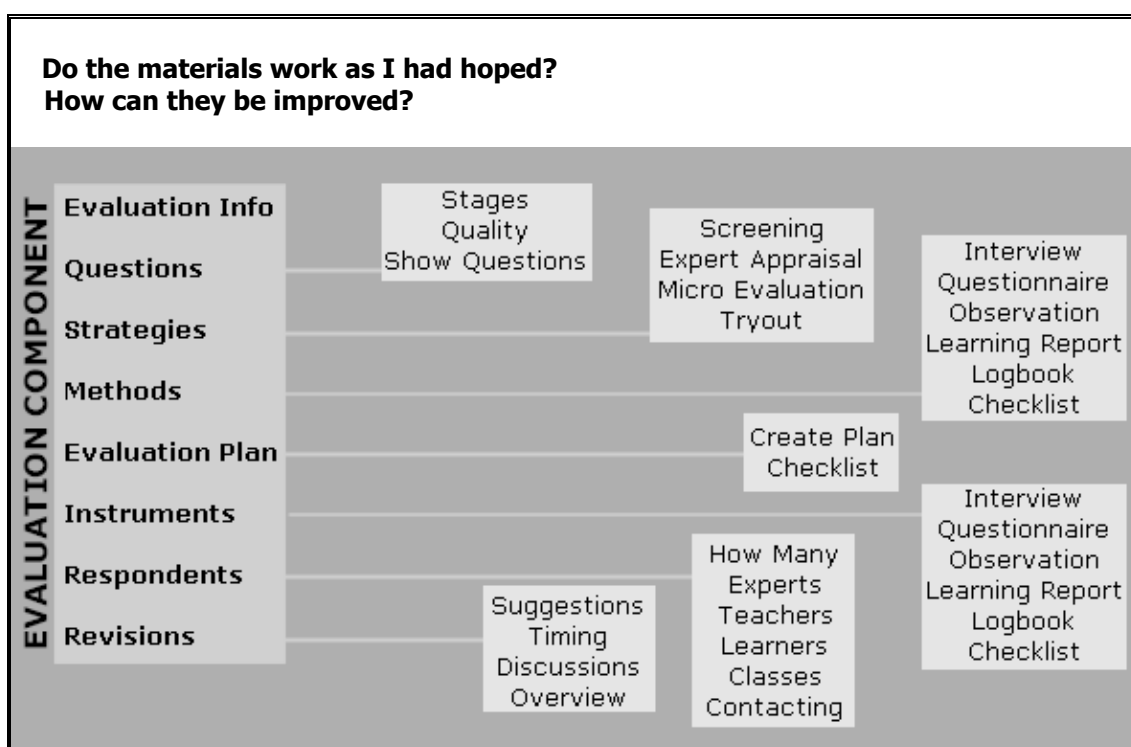 Do the materials work as I had hoped?
How can they be improved?
EVALUATION COMPONENT
Evaluation Info
Questions
Strategies
Methods
Evaluation Plan
Instruments
Respondents
Revisions
Stages
Quality
Show Questions
Screening
Expert Appraisal
Micro Evaluation
Tryout
Interview
Questionnaire
Observation
Learning Report
Logbook
Checklist
Create Plan
Checklist
Interview
Questionnaire
Observation
Learning Report
Logbook
Checklist
How Many
Experts
Teachers
Learners
Classes
Contacting
Suggestions
Timing
Discussions
Overview